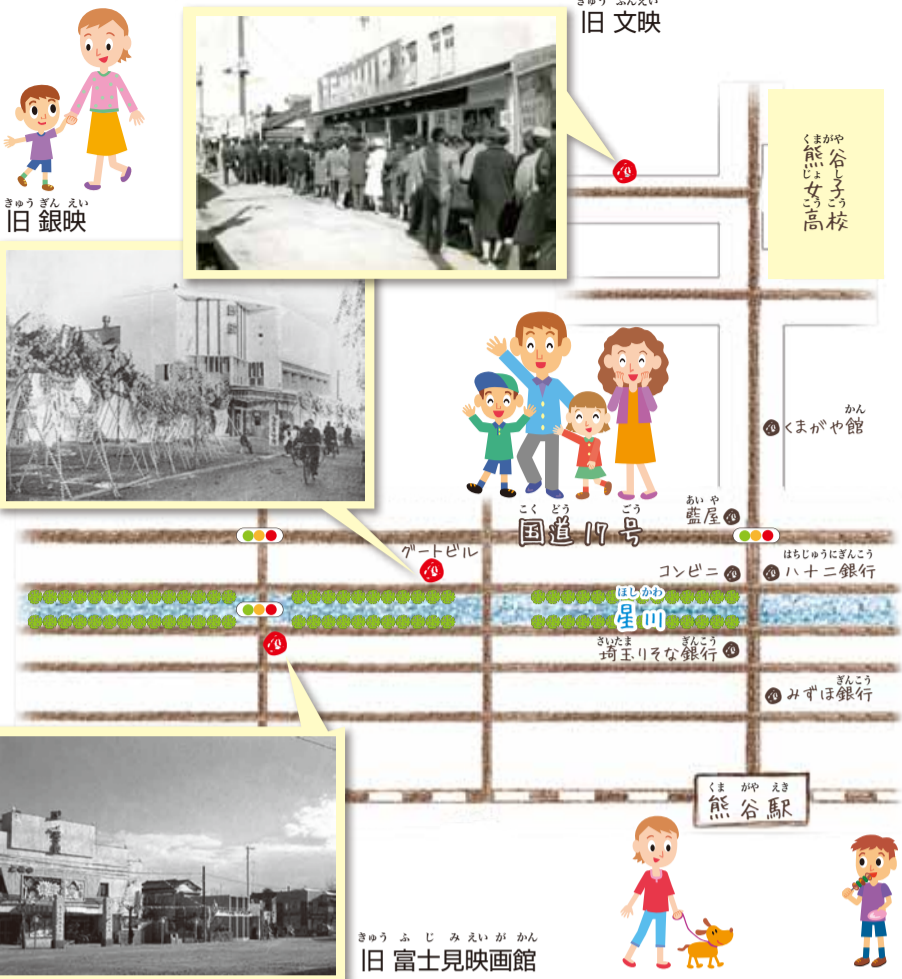 きゅう ぶんえい
旧 文映
きゅう ぎん えい
旧 銀映
くまがや
熊谷
じょ し
女子
こう こう
高校
かん
くまがや館
あい や
藍屋
こく どう ごう
国道17号
グートビル
はちじゅうにぎんこう
八十二銀行
コンビニ
ほし かわ
星川
さいたま ぎんこう
埼玉りそな銀行
ぎんこう
みずほ銀行
くま がや えき
熊谷駅
きゅう ふ じ み えい が かん
旧 富士見映画館